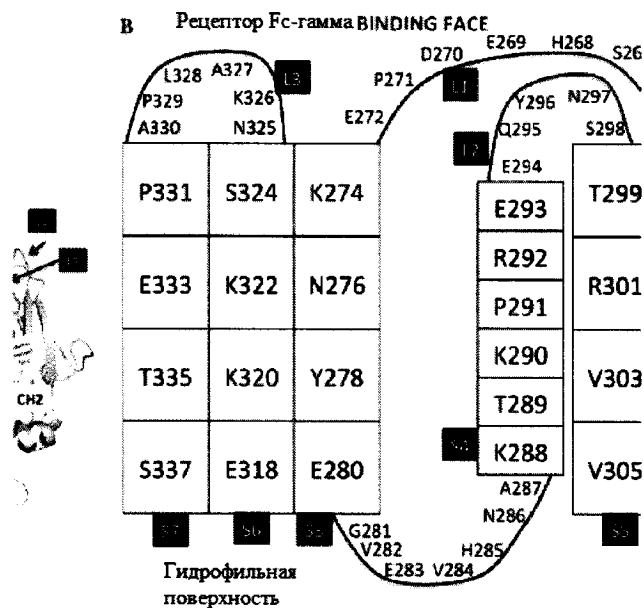 B Рецептор Fc-гамма BINDING FACE
E269 H268 S26
D270
P271 L1
E272
L328 A327 L3
P329 K326
A330 N325
Y296 N297
Q295 S298
L2
E294
P331 S324 K274 E293 T299
R292
E333 K322 N276 P291 R301
K290
T335 K320 Y278 T289 V303
CH2
S337 E318 E280 K288 V305
A287
N286
G281
V282 H285
E283 V284
S6
Гидрофильная
поверхность